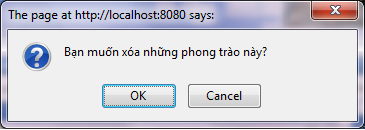 The page at http://localhost:8080 says:
Bạn muốn xóa những phong trào này?
OK
Cancel